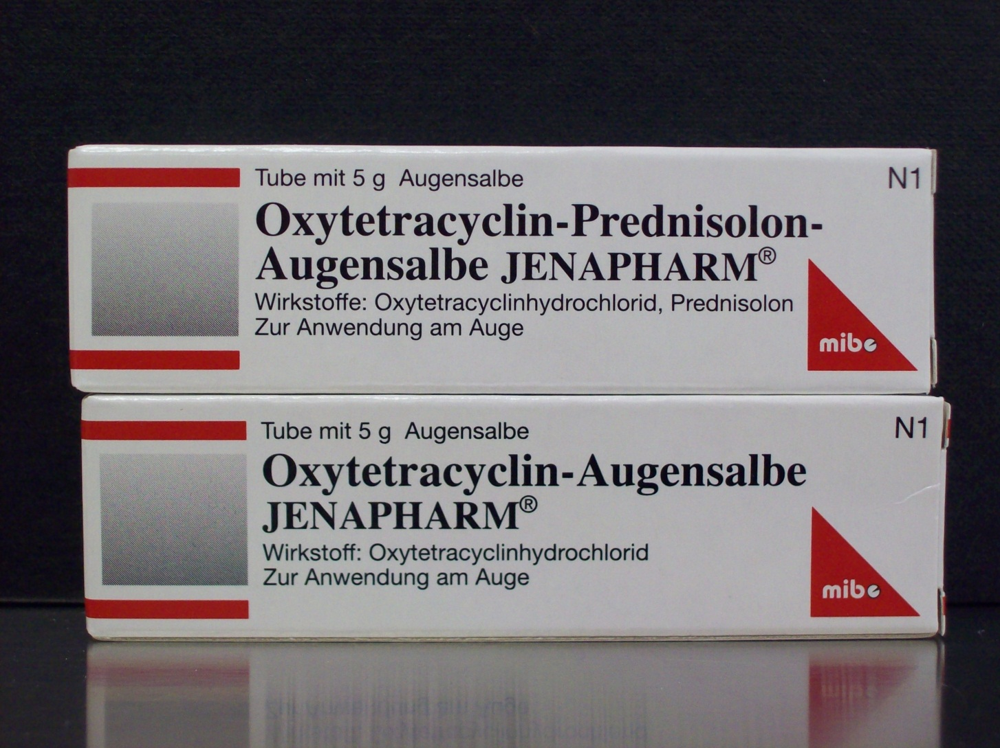 Tube mit 5 g Augensalbe
N1
Oxytetracyclin-Prednisolon-
Augensalbe JENAPHARM®
Wirkstoffe: Oxytetracyclinhydrochlorid, Prednisolon
Zur Anwendung am Auge
mibe
Tube mit 5 g Augensalbe
N1
Oxytetracyclin-Augensalbe
JENAPHARM®
Wirkstoff: Oxytetracyclinhydrochlorid
Zur Anwendung am Auge
mibe